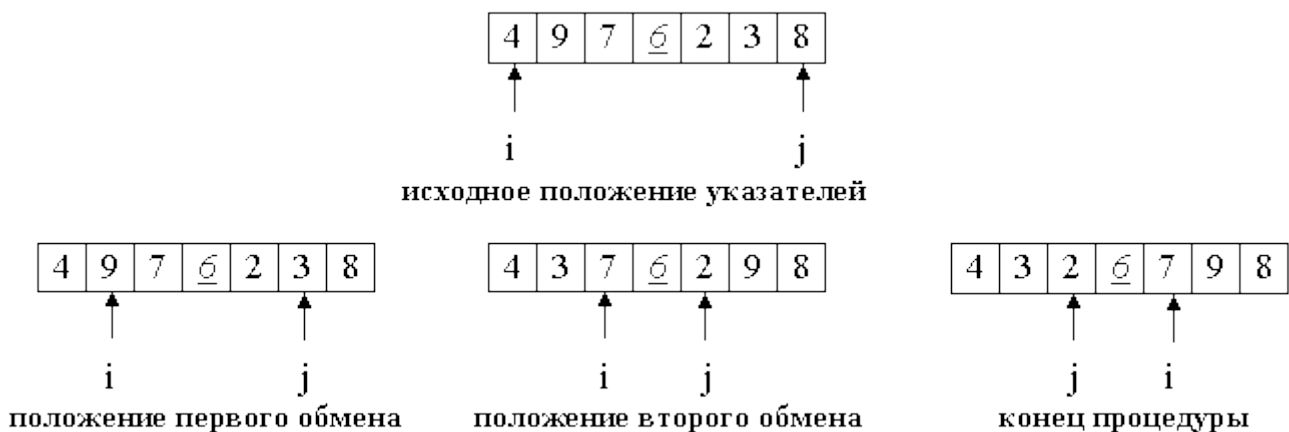 4 9 7 6 2 3 8
i j
исходное положение указателей
4 9 7 6 2 3 8
i j
положение первого обмена
4 3 7 6 2 9 8
i j
положение второго обмена
4 3 2 6 7 9 8
j i
конец процедуры